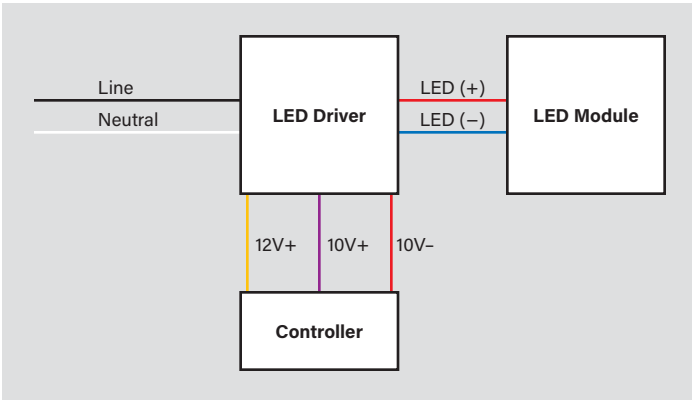 Line
LED (+)
Neutral
LED Driver
LED (−)
LED Module
12V+
10V+
10V–
Controller